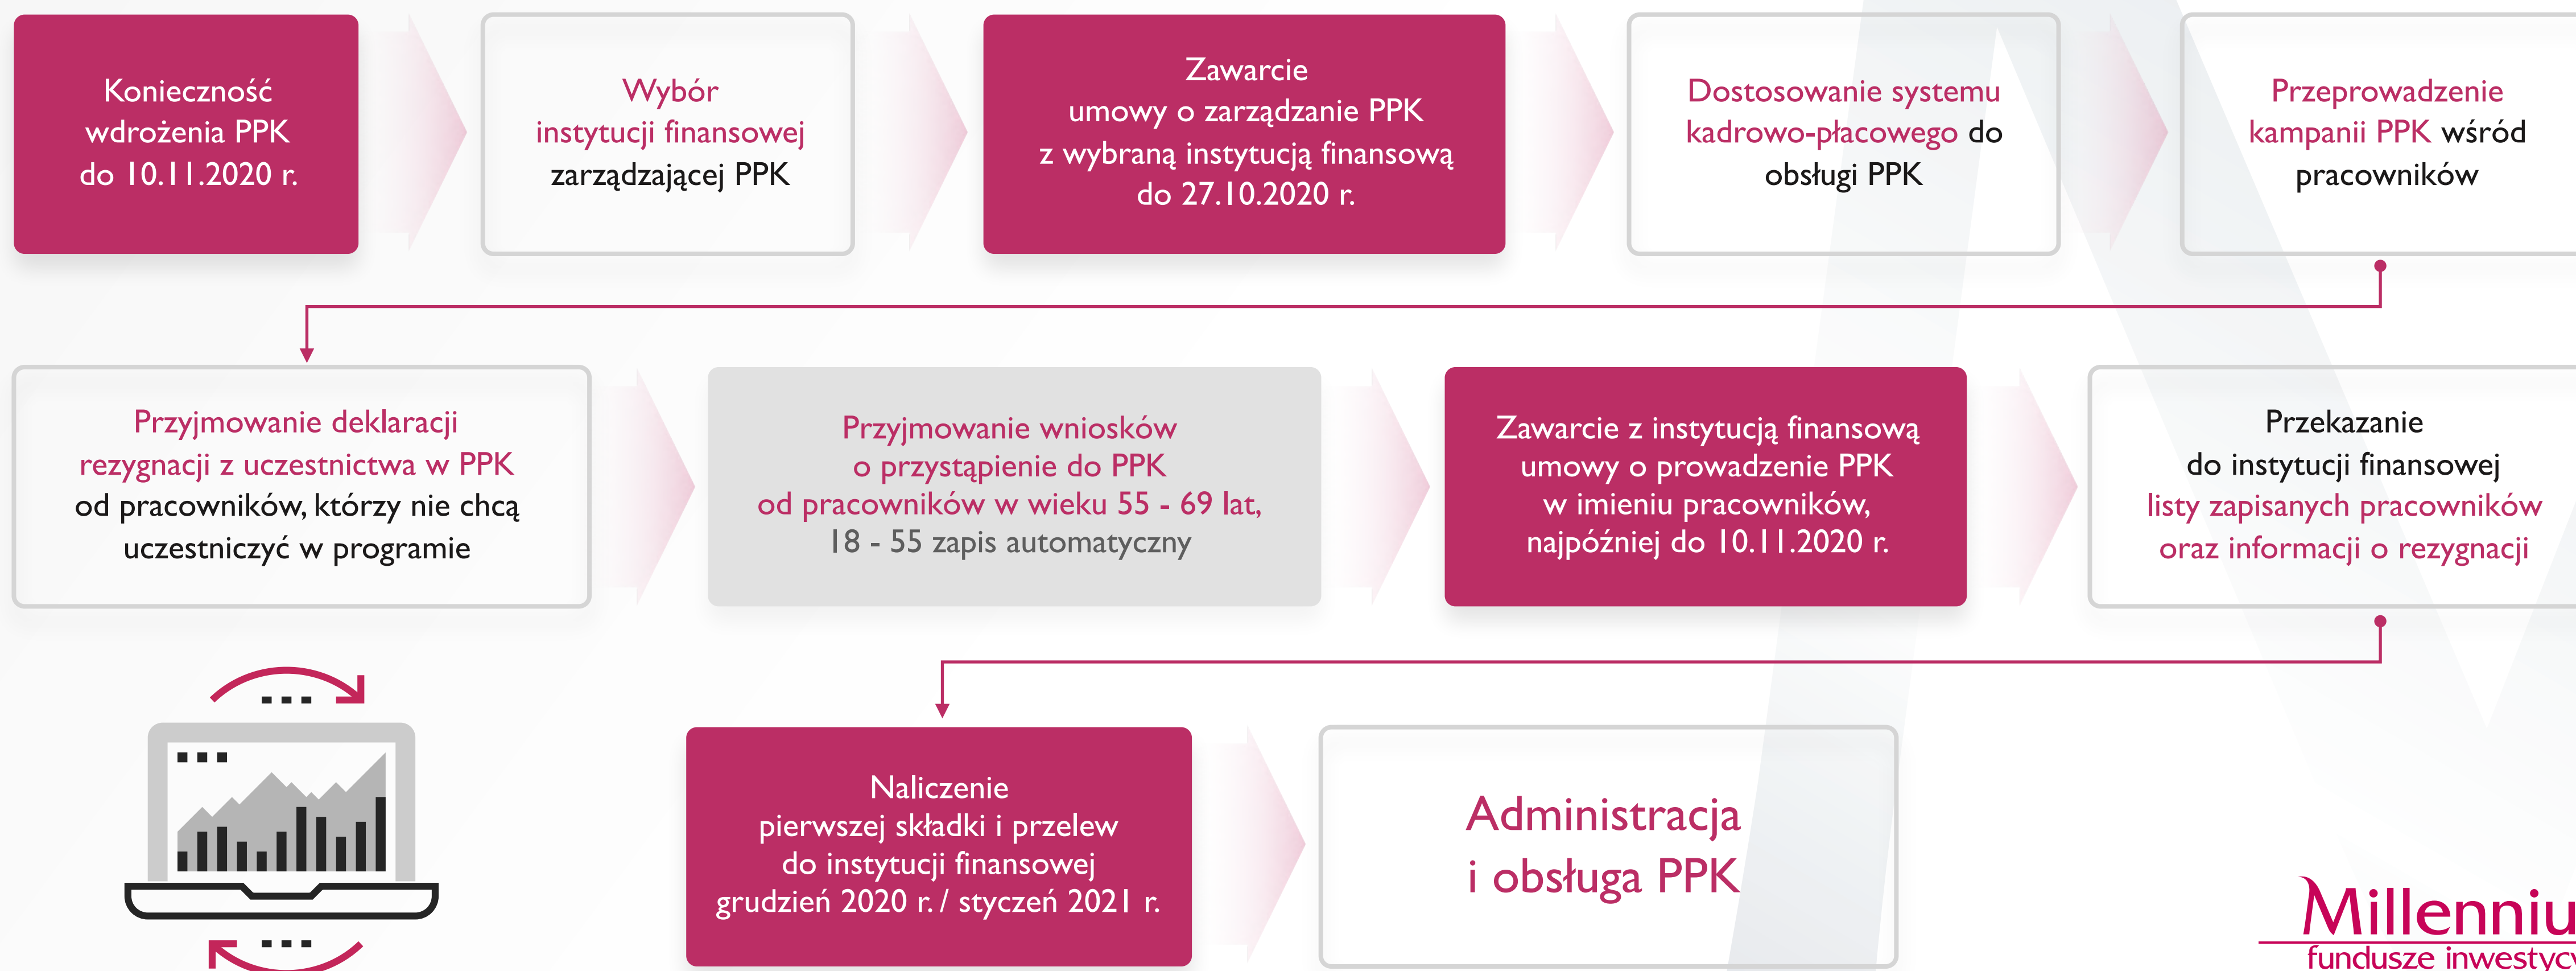 Konieczność
wdrożenia PPK
do 10.11.2020 r.
Wybór
instytucji finansowej
zarządzającej PPK
Zawarcie
umowy o zarządzanie PPK
z wybraną instytucją finansową
do 27.10.2020 r.
Dostosowanie systemu
kadrowo-płacowego do
obsługi PPK
Przeprowadzenie
kampanii PPK wśród
pracowników
Przyjmowanie deklaracji
rezygnacji z uczestnictwa w PPK
od pracowników, którzy nie chcą
uczestniczyć w programie
Przyjmowanie wniosków
o przystąpienie do PPK
od pracowników w wieku 55 - 69 lat,
18 - 55 zapis automatyczny
Zawarcie z instytucją finansową
umowy o prowadzenie PPK
w imieniu pracowników,
najpóźniej do 10.11.2020 r.
Przekazanie
do instytucji finansowej
listy zapisanych pracowników
oraz informacji o rezygnacji
Naliczenie
pierwszej składki i przelew
do instytucji finansowej
grudzień 2020 r. / styczeń 2021 r.
Administracja
i obsługa PPK
Millenniu
fundusze inwestycy